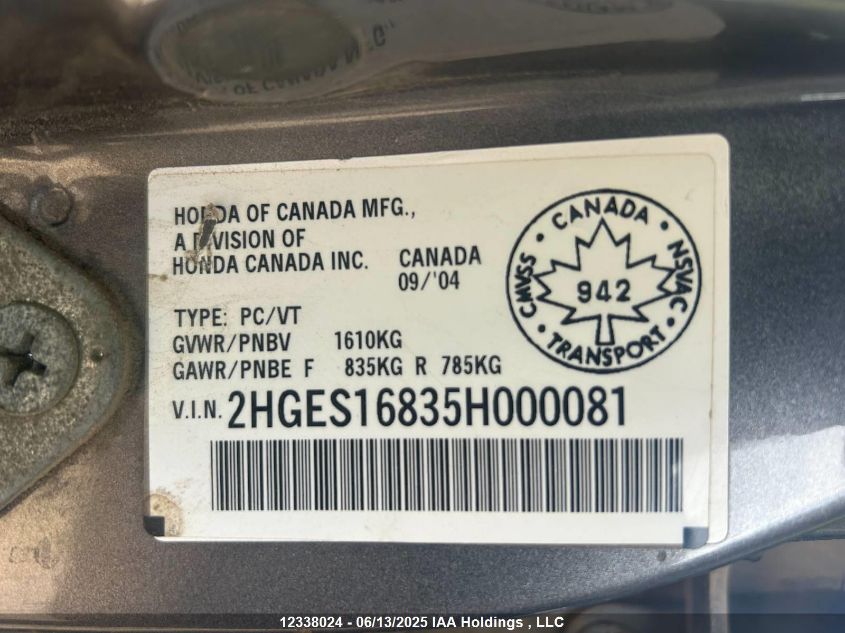 HONDA OF CANADA MFG.,
A DIVISION OF
HONDA CANADA INC. CANADA
09/'04
TYPE: PC/VT
GVWR/PNBV 1610KG
GAWR/PNBE F 835KG R 785KG
V.I.N. 2HGES16835H000081
CANADA
CMVSS
942
NSVAC
TRANSPORT
12338024 - 06/13/2025 IAA Holdings , LLC